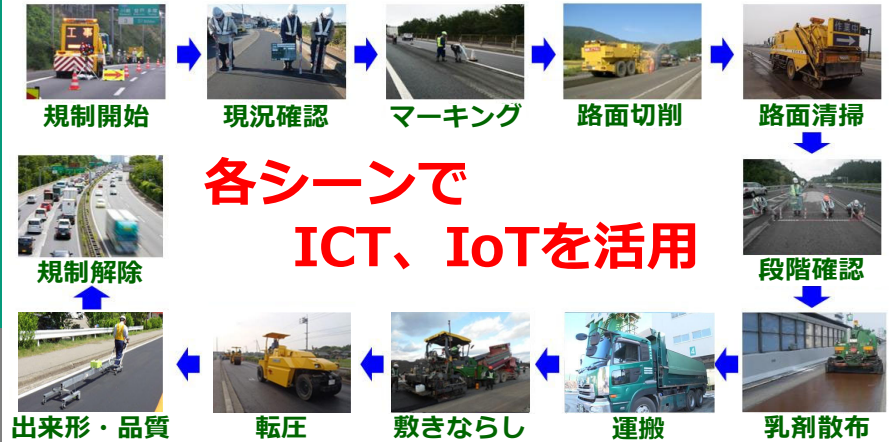 規制開始
現況確認
マーキング
路面切削
路面清掃
各シーンで
ICT、IoTを活用
規制解除
段階確認
出来形・品質
転圧
敷きならし
運搬
乳剤散布
工事